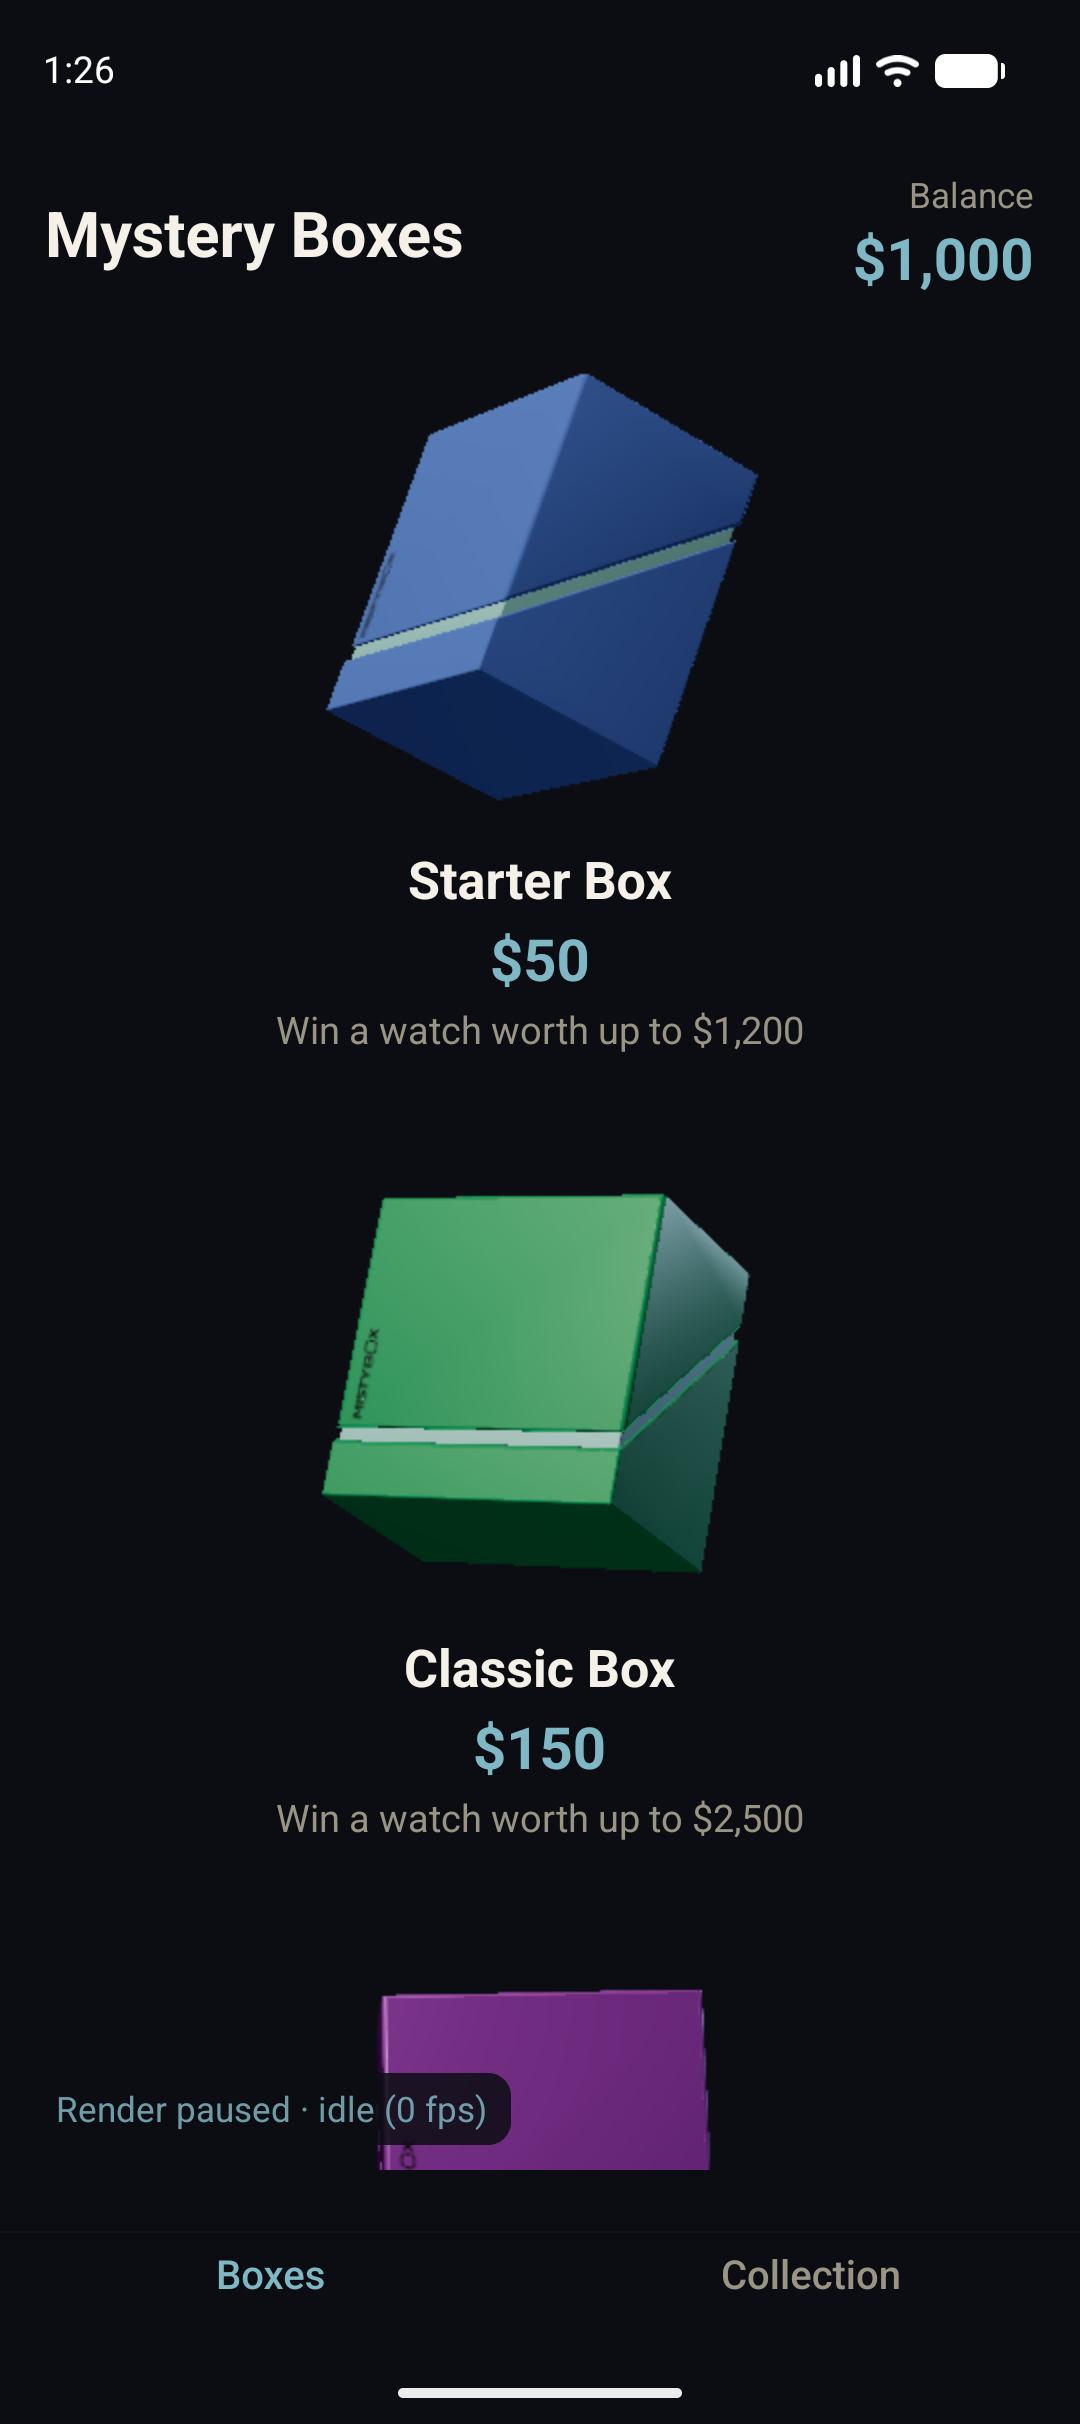 1:26
Mystery Boxes
Balance
$1,000
Starter Box
$50
Win a watch worth up to $1,200
MISTYBOX
Classic Box
$150
Win a watch worth up to $2,500
Render paused · idle (0 fps)
Boxes
Collection